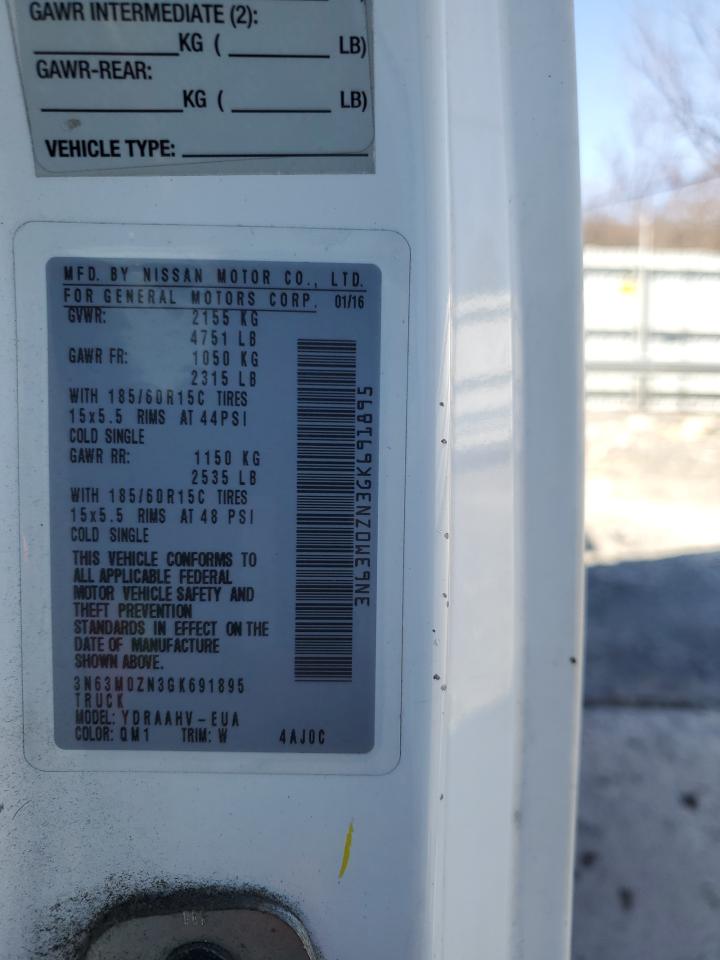 GAWR INTERMEDIATE (2):
KG ( LB)
GAWR-REAR:
KG ( LB)
VEHICLE TYPE:
MFD. BY NISSAN MOTOR CO., LTD.
FOR GENERAL MOTORS CORP. 01/16
GVWR: 2155 KG
4751 LB
GAWR FR: 1050 KG
2315 LB
WITH 185/60R15C TIRES
15x5.5 RIMS AT 44PSI
COLD SINGLE
GAWR RR: 1150 KG
2535 LB
WITH 185/60R15C TIRES
15x5.5 RIMS AT 48 PSI
COLD SINGLE
THIS VEHICLE CONFORMS TO
ALL APPLICABLE FEDERAL
MOTOR VEHICLE SAFETY AND
THEFT PREVENTION
STANDARDS IN EFFECT ON THE
DATE OF MANUFACTURE
SHOWN ABOVE.
3N63M0ZN3GK691895
TRUCK
MODEL: YDRAAHV-EUA
COLOR: QM1 TRIM: W 4AJ0C
3N63M0ZN3GK691895